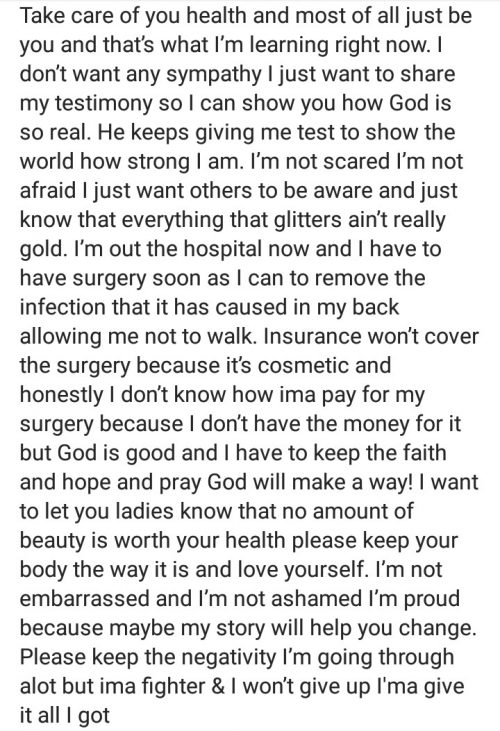 Take care of you health and most of all just be
you and that's what I'm learning right now. I
don't want any sympathy I just want to share
my testimony so I can show you how God is
so real. He keeps giving me test to show the
world how strong I am. I'm not scared I'm not
afraid I just want others to be aware and just
know that everything that glitters ain't really
gold. I'm out the hospital now and I have to
have surgery soon as I can to remove the
infection that it has caused in my back
allowing me not to walk. Insurance won't cover
the surgery because it's cosmetic and
honestly I don't know how ima pay for my
surgery because I don't have the money for it
but God is good and I have to keep the faith
and hope and pray God will make a way! I want
to let you ladies know that no amount of
beauty is worth your health please keep your
body the way it is and love yourself. I'm not
embarrassed and I'm not ashamed I'm proud
because maybe my story will help you change.
Please keep the negativity I'm going through
alot but ima fighter & I won't give up I'ma give
it all I got